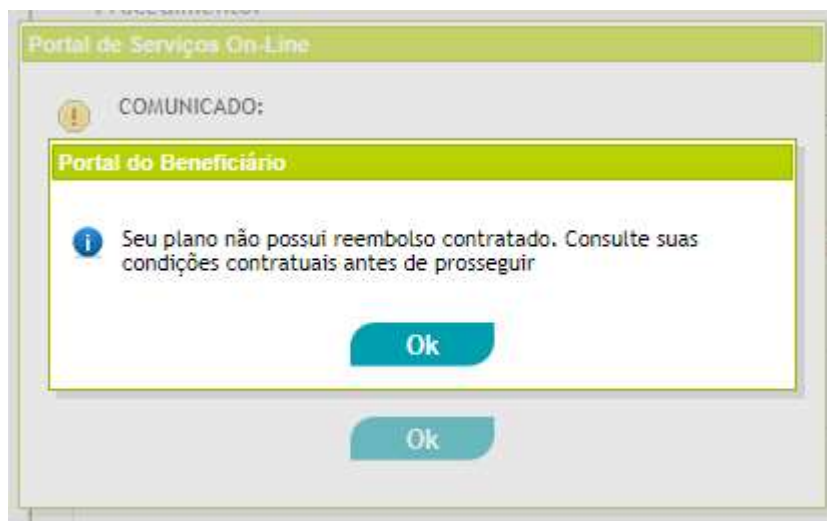 Portal de Serviços On-Line
COMUNICADO:
Portal do Beneficiário
Seu plano não possui reembolso contratado. Consulte suas
condições contratuais antes de prosseguir
Ok
Ok